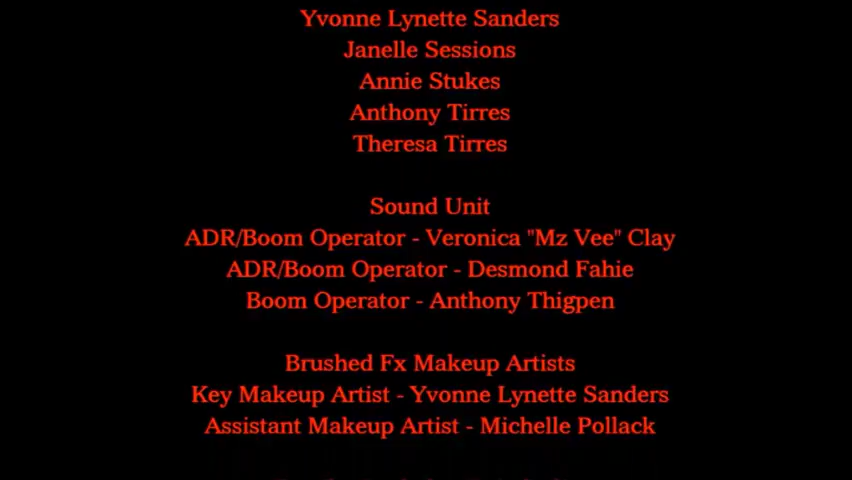 Yvonne Lynette Sanders
Janelle Sessions
Annie Stukes
Anthony Tirres
Theresa Tirres
Sound Unit
ADR/Boom Operator - Veronica "Mz Vee" Clay
ADR/Boom Operator - Desmond Fahie
Boom Operator - Anthony Thigpen
Brushed Fx Makeup Artists
Key Makeup Artist - Yvonne Lynette Sanders
Assistant Makeup Artist - Michelle Pollack